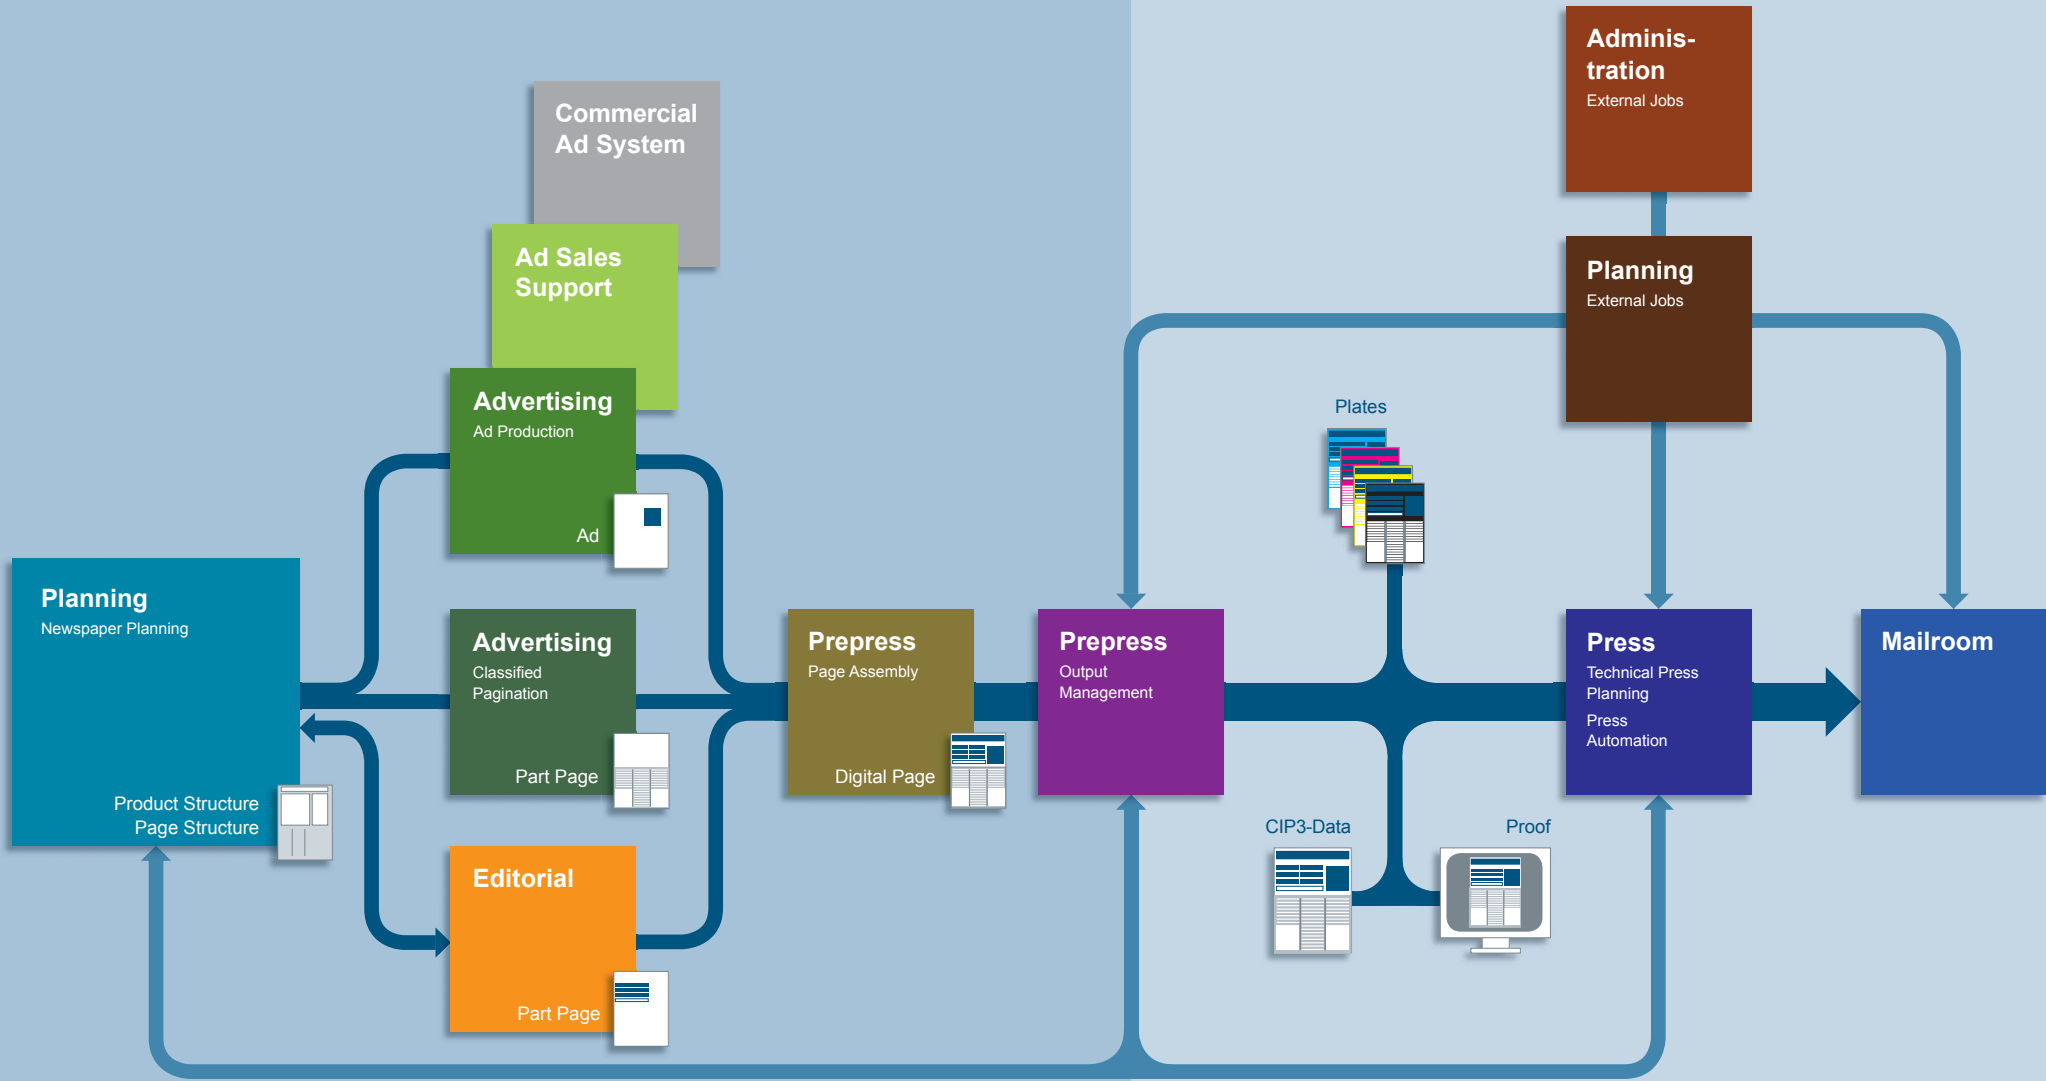 Adminis-
tration
External Jobs
Commercial
Ad System
Ad Sales
Support
Planning
External Jobs
Advertising
Ad Production
Ad
Plates
Planning
Newspaper Planning
Product Structure
Page Structure
Advertising
Classified
Pagination
Part Page
Prepress
Page Assembly
Digital Page
Prepress
Output
Management
Press
Technical Press
Planning
Press
Automation
Mailroom
CIP3-Data
Proof
Editorial
Part Page